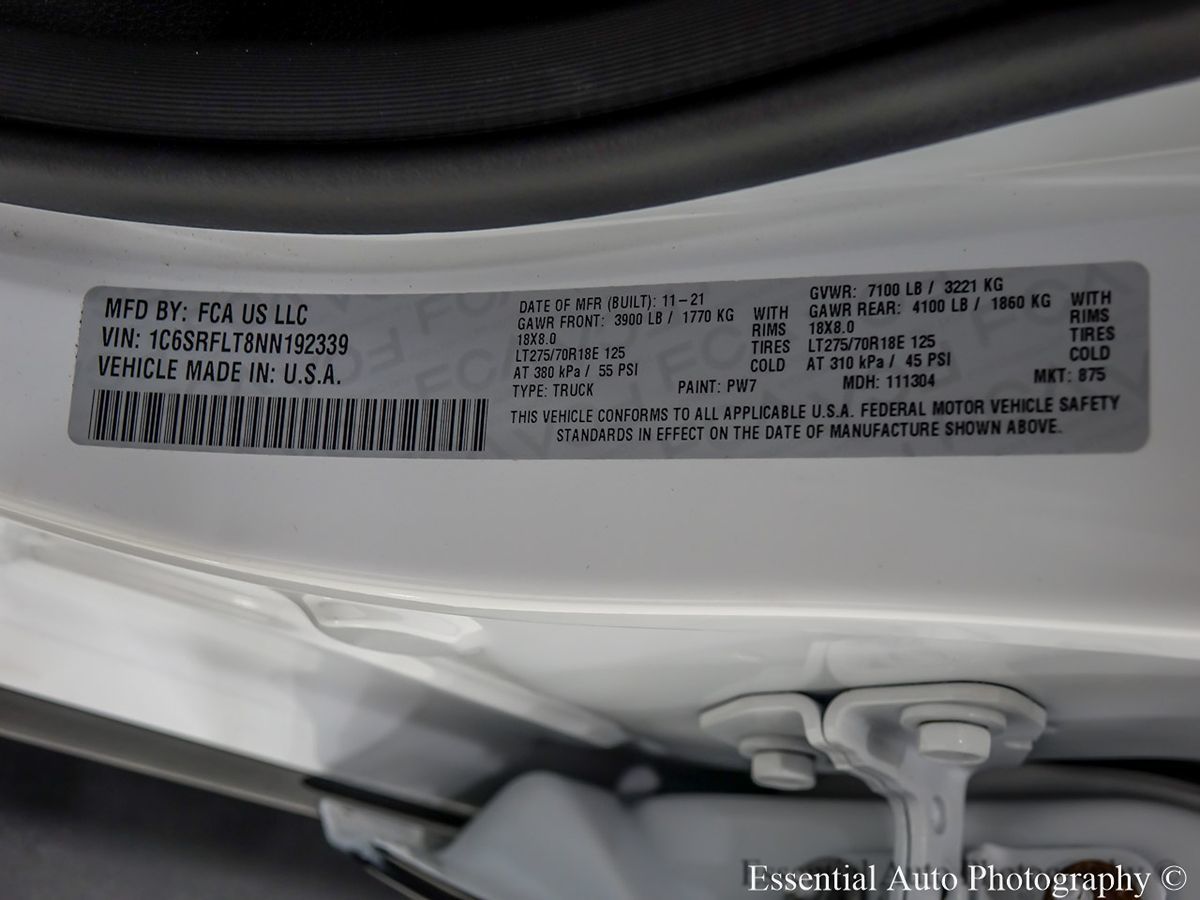 MFD BY: FCA US LLC
VIN: 1C6SRFLT8NN192339
VEHICLE MADE IN: U.S.A.
DATE OF MFR (BUILT): 11-21
GAWR FRONT: 3900 LB / 1770 KG WITH
18X8.0 RIMS
LT275/70R18E 125 TIRES
AT 380 kPa / 55 PSI COLD
TYPE: TRUCK PAINT: PW7
GVWR: 7100 LB / 3221 KG
GAWR REAR: 4100 LB / 1860 KG WITH
18X8.0 RIMS
LT275/70R18E 125 TIRES
AT 310 kPa / 45 PSI COLD
MDH: 111304 MKT: 875
THIS VEHICLE CONFORMS TO ALL APPLICABLE U.S.A. FEDERAL MOTOR VEHICLE SAFETY
STANDARDS IN EFFECT ON THE DATE OF MANUFACTURE SHOWN ABOVE.
Essential Auto Photography ©